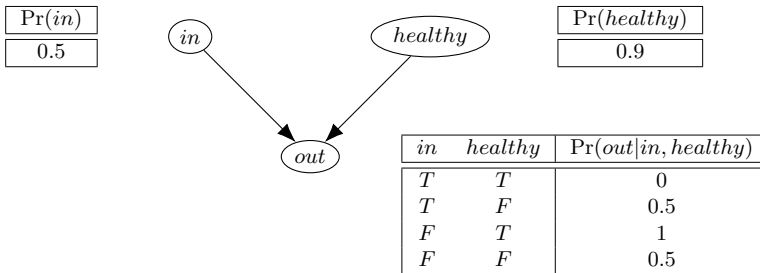 Pr(in)
0.5
in
healthy
Pr(healthy)
0.9
out
in healthy Pr(out|in, healthy)
T T 0
T F 0.5
F T 1
F F 0.5